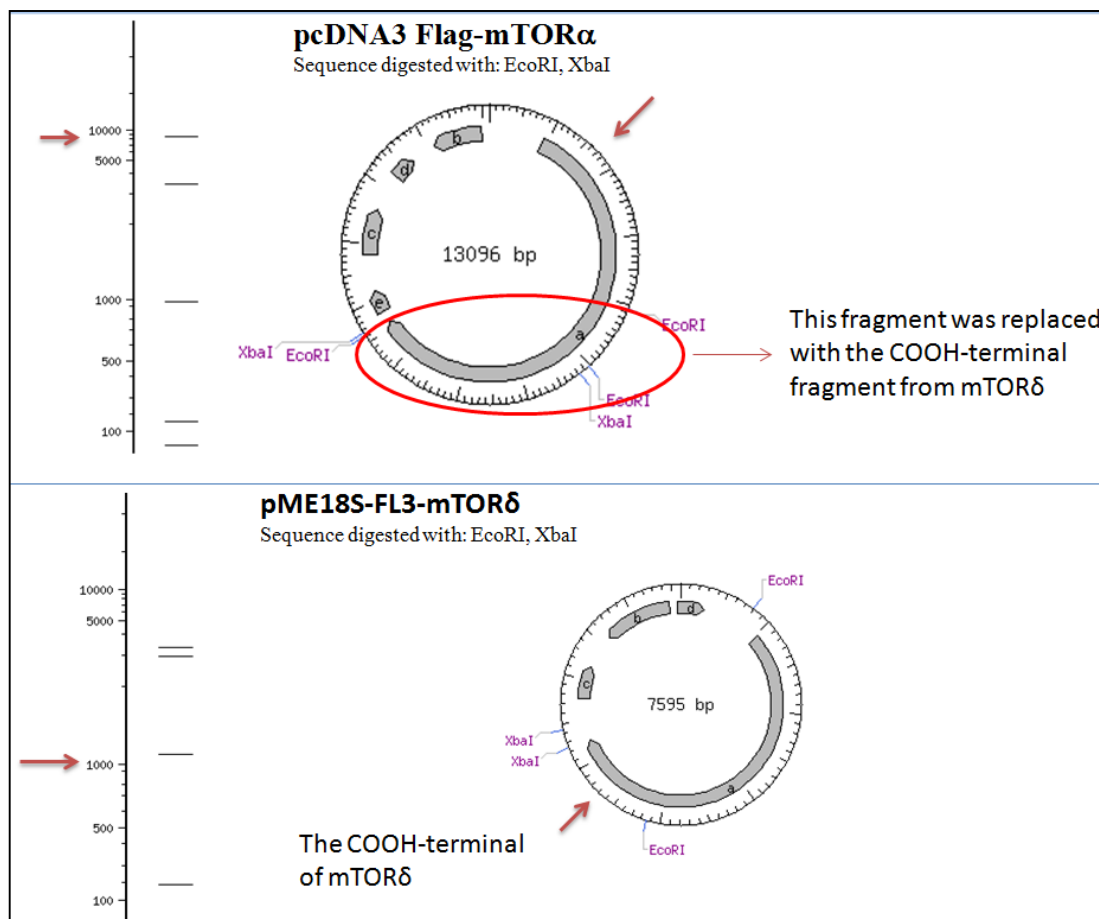 pcDNA3 Flag-mTORα
Sequence digested with: EcoRI, XbaI
10000
5000
1000
500
100
b
d
c
e
a
13096 bp
XbaI
EcoRI
EcoRI
EcoRI
XbaI
This fragment was replaced
with the COOH-terminal
fragment from mTORδ
pME18S-FL3-mTORδ
Sequence digested with: EcoRI, XbaI
10000
5000
1000
500
100
EcoRI
b
d
c
a
7595 bp
XbaI
XbaI
EcoRI
The COOH-terminal
of mTORδ